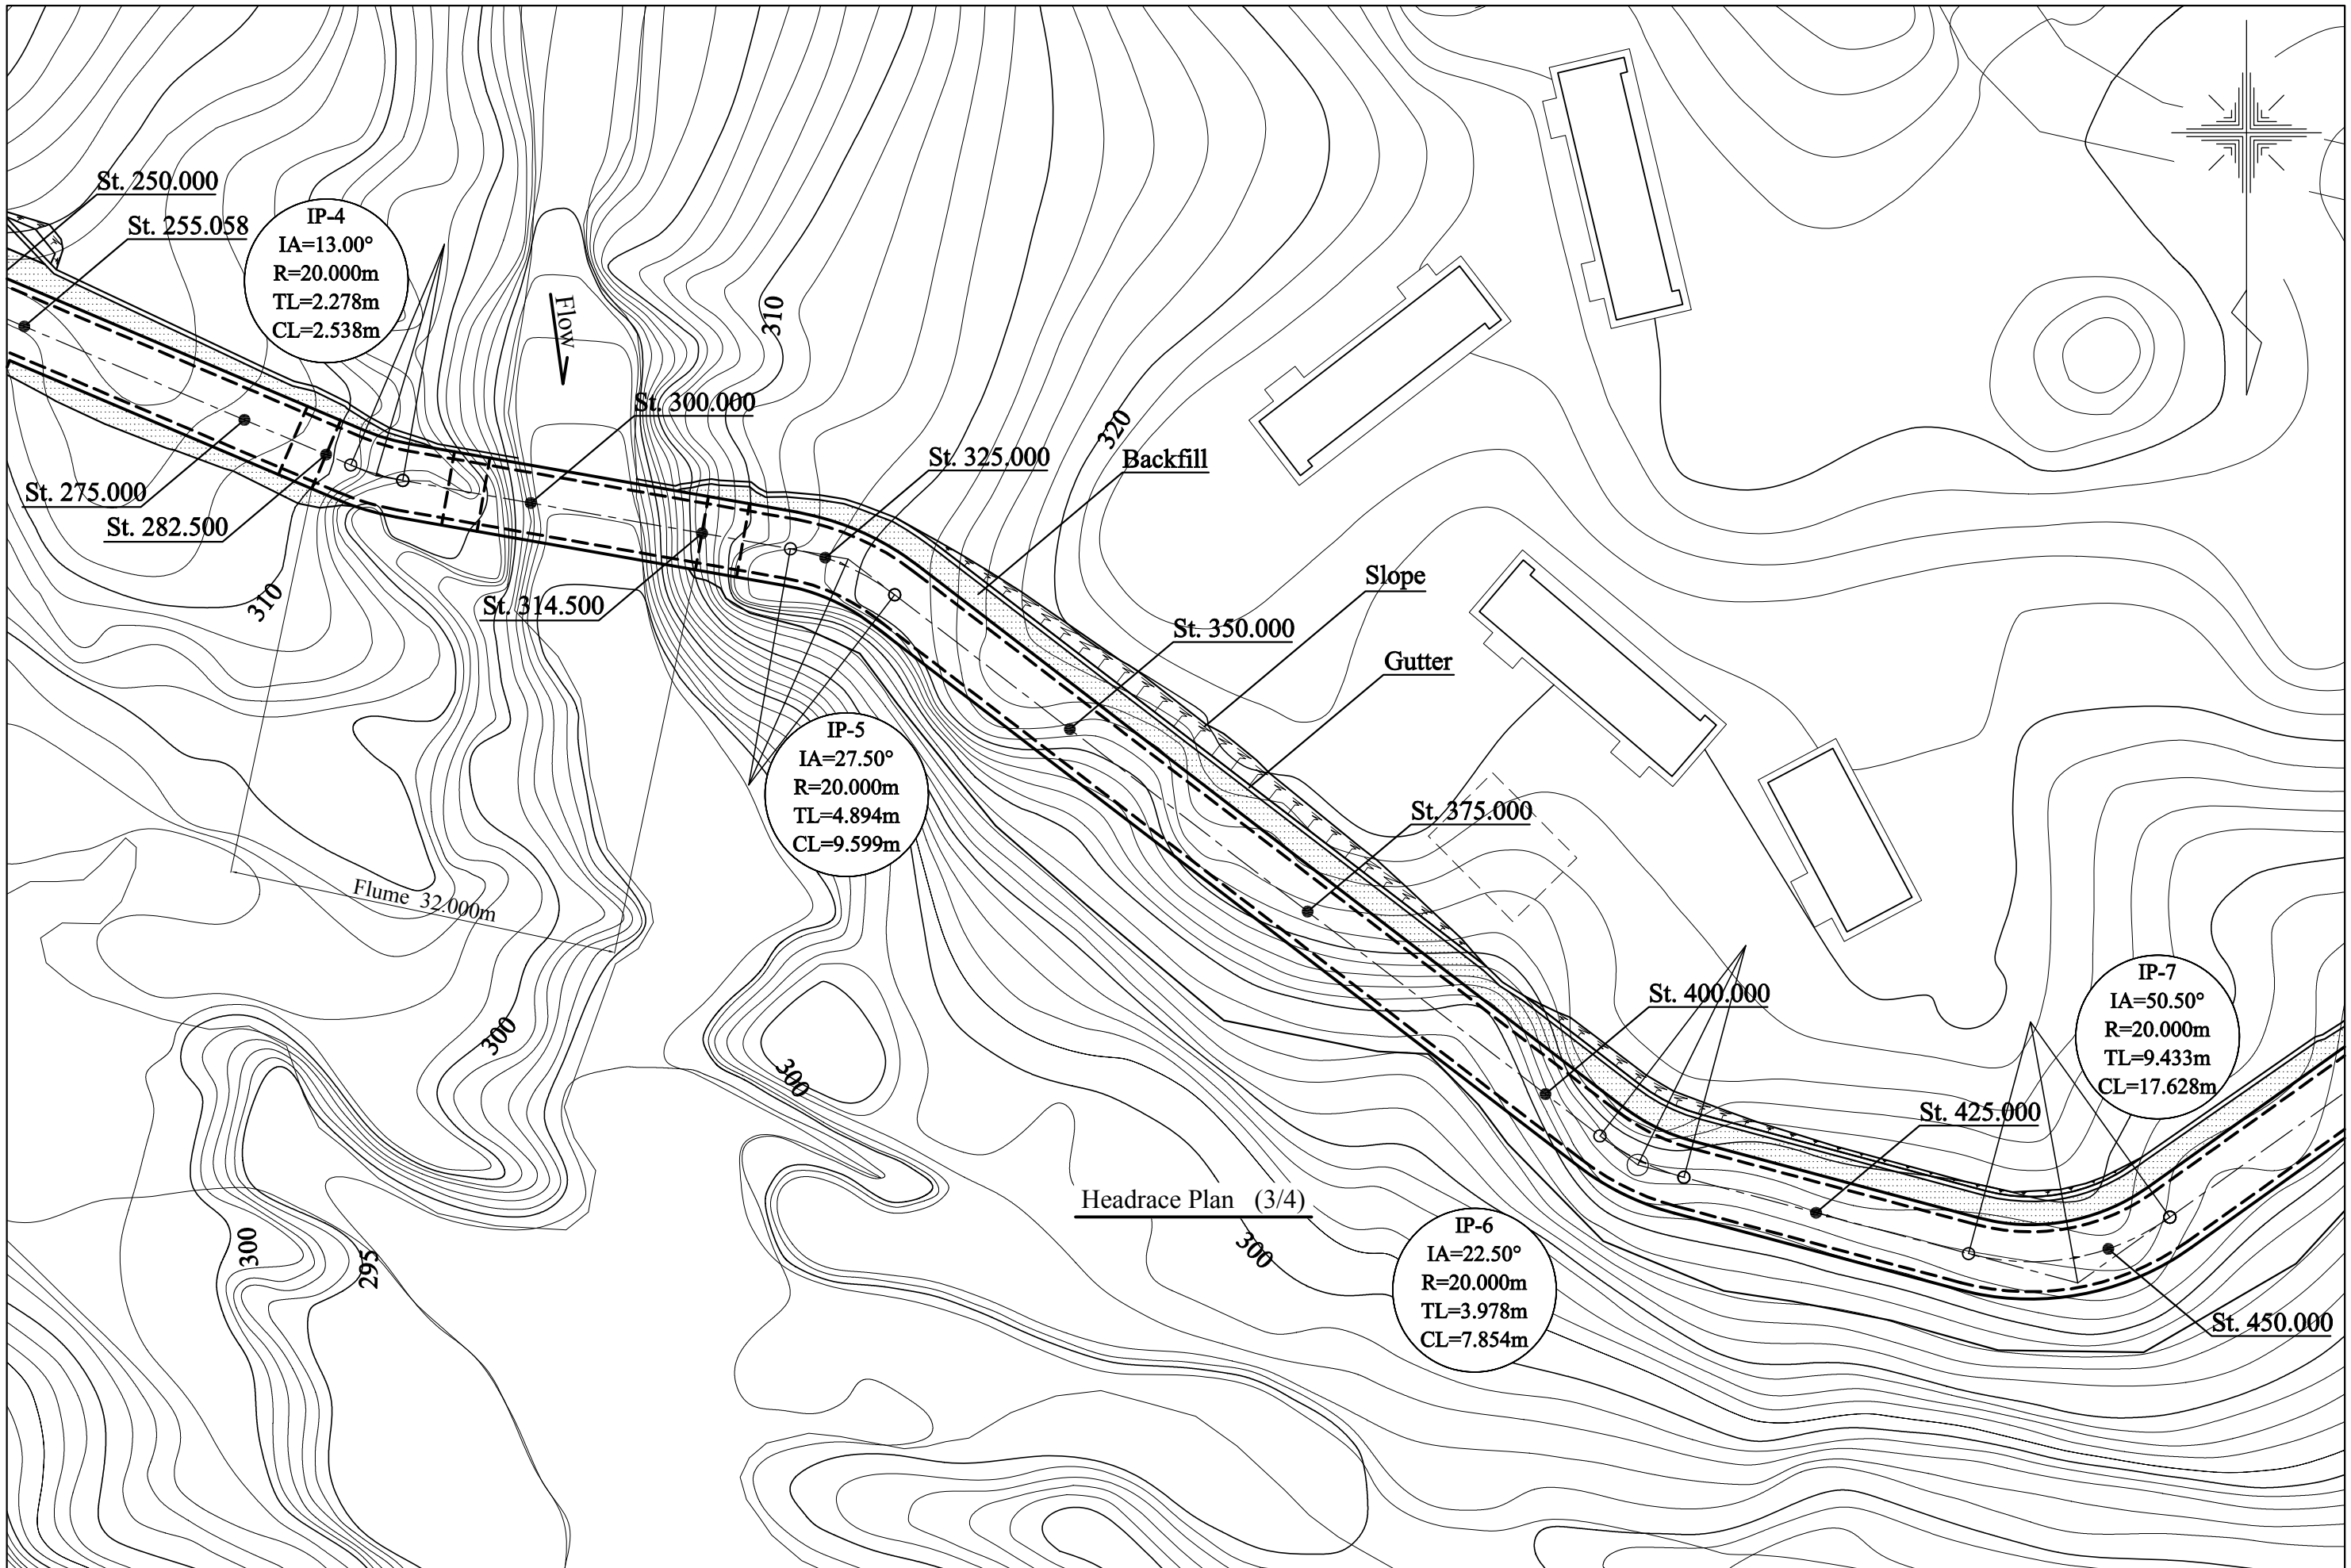 St. 250.000
St. 255.058
IP-4
IA=13.00°
R=20.000m
TL=2.278m
CL=2.538m
Flow
310
St. 300.000
320
St. 325.000
Backfill
St. 275.000
St. 282.500
310
St. 314.500
Slope
St. 350.000
Gutter
IP-5
IA=27.50°
R=20.000m
TL=4.894m
CL=9.599m
St. 375.000
Flume 32.000m
St. 400.000
IP-7
IA=50.50°
R=20.000m
TL=9.433m
CL=17.628m
300
300
St. 425.000
Headrace Plan (3/4)
300
295
300
IP-6
IA=22.50°
R=20.000m
TL=3.978m
CL=7.854m
St. 450.000